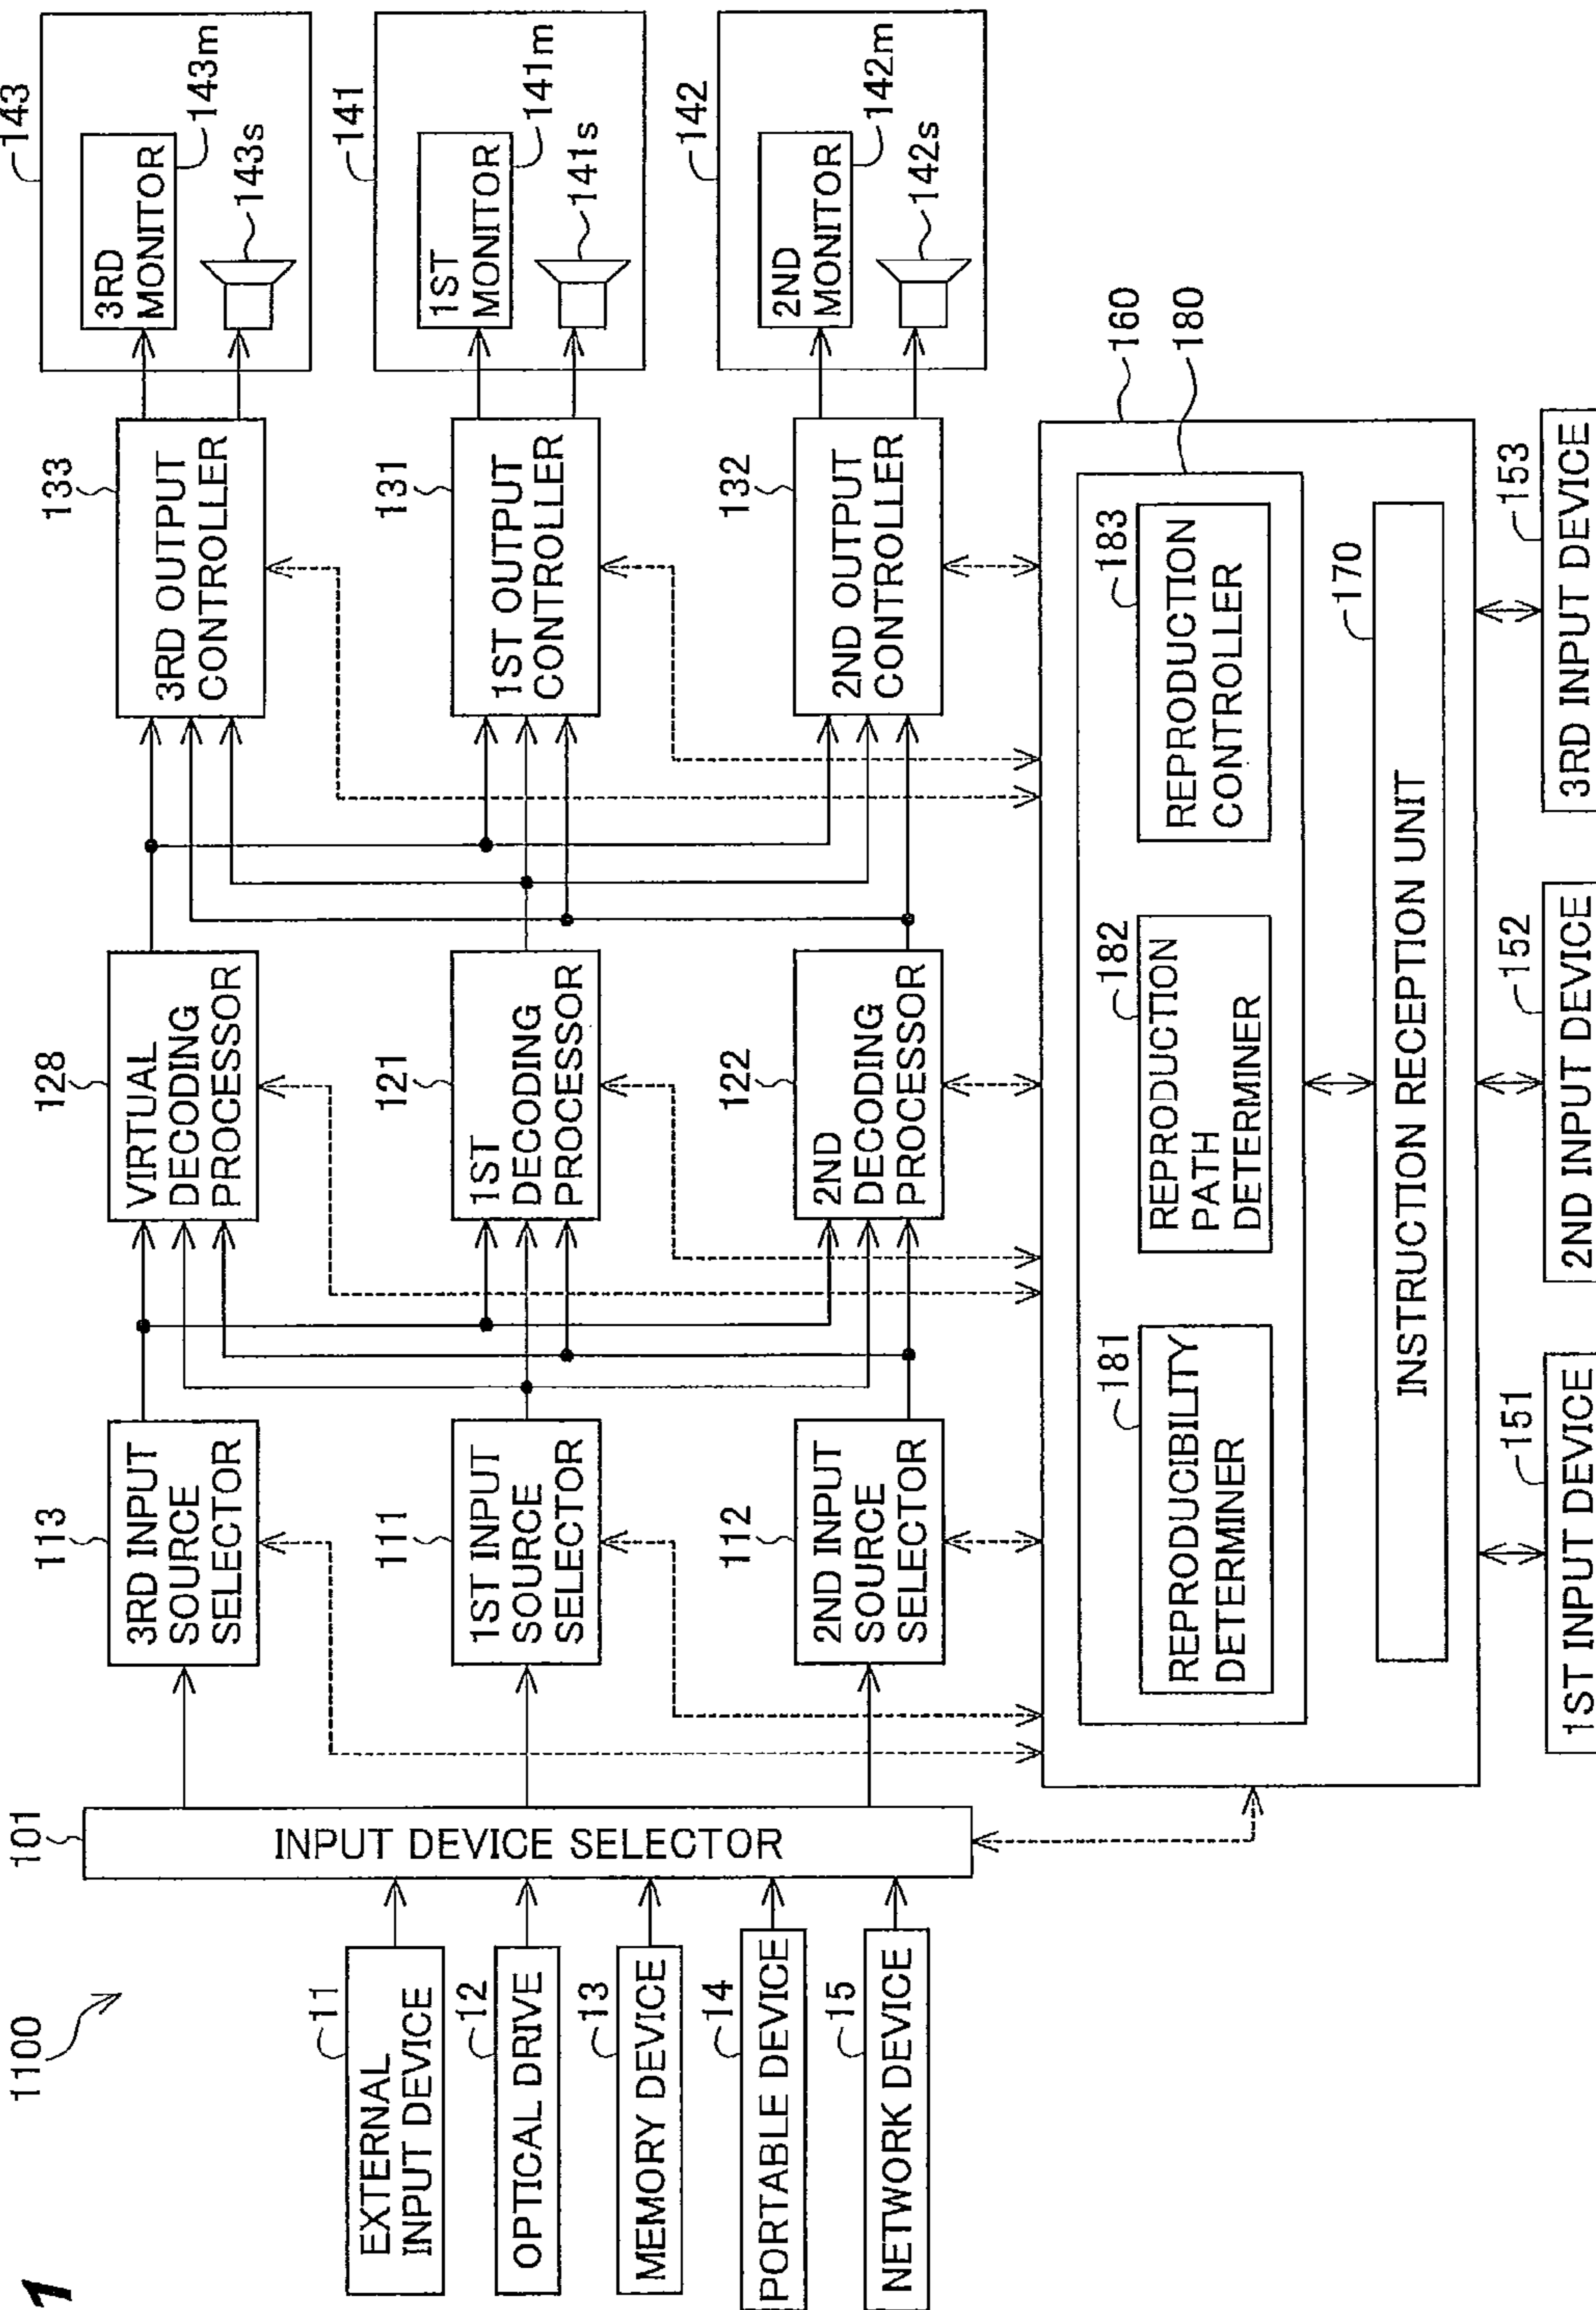 1
1100
11
EXTERNAL
INPUT DEVICE
12
OPTICAL DRIVE
13
MEMORY DEVICE
14
PORTABLE DEVICE
15
NETWORK DEVICE
101
INPUT DEVICE SELECTOR
113
3RD INPUT
SOURCE
SELECTOR
111
1ST INPUT
SOURCE
SELECTOR
112
2ND INPUT
SOURCE
SELECTOR
128
VIRTUAL
DECODING
PROCESSOR
121
1ST
DECODING
PROCESSOR
122
2ND
DECODING
PROCESSOR
133
3RD OUTPUT
CONTROLLER
131
1ST OUTPUT
CONTROLLER
132
2ND OUTPUT
CONTROLLER
143
3RD
MONITOR
143m
143s
141
1ST
MONITOR
141m
141s
142
2ND
MONITOR
142m
142s
160
180
181
REPRODUCIBILITY
DETERMINER
182
REPRODUCTION
PATH
DETERMINER
183
REPRODUCTION
CONTROLLER
170
INSTRUCTION RECEPTION UNIT
151
1ST INPUT DEVICE
152
2ND INPUT DEVICE
153
3RD INPUT DEVICE